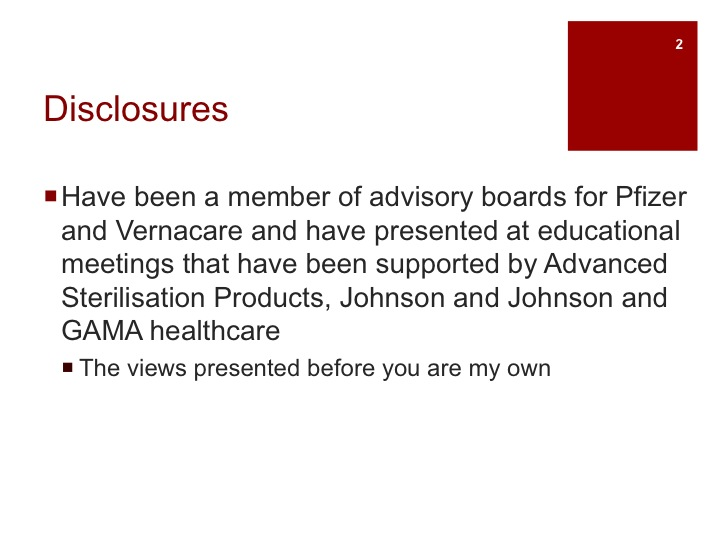 2
Disclosures
Have been a member of advisory boards for Pfizer
and Vernacare and have presented at educational
meetings that have been supported by Advanced
Sterilisation Products, Johnson and Johnson and
GAMA healthcare
The views presented before you are my own